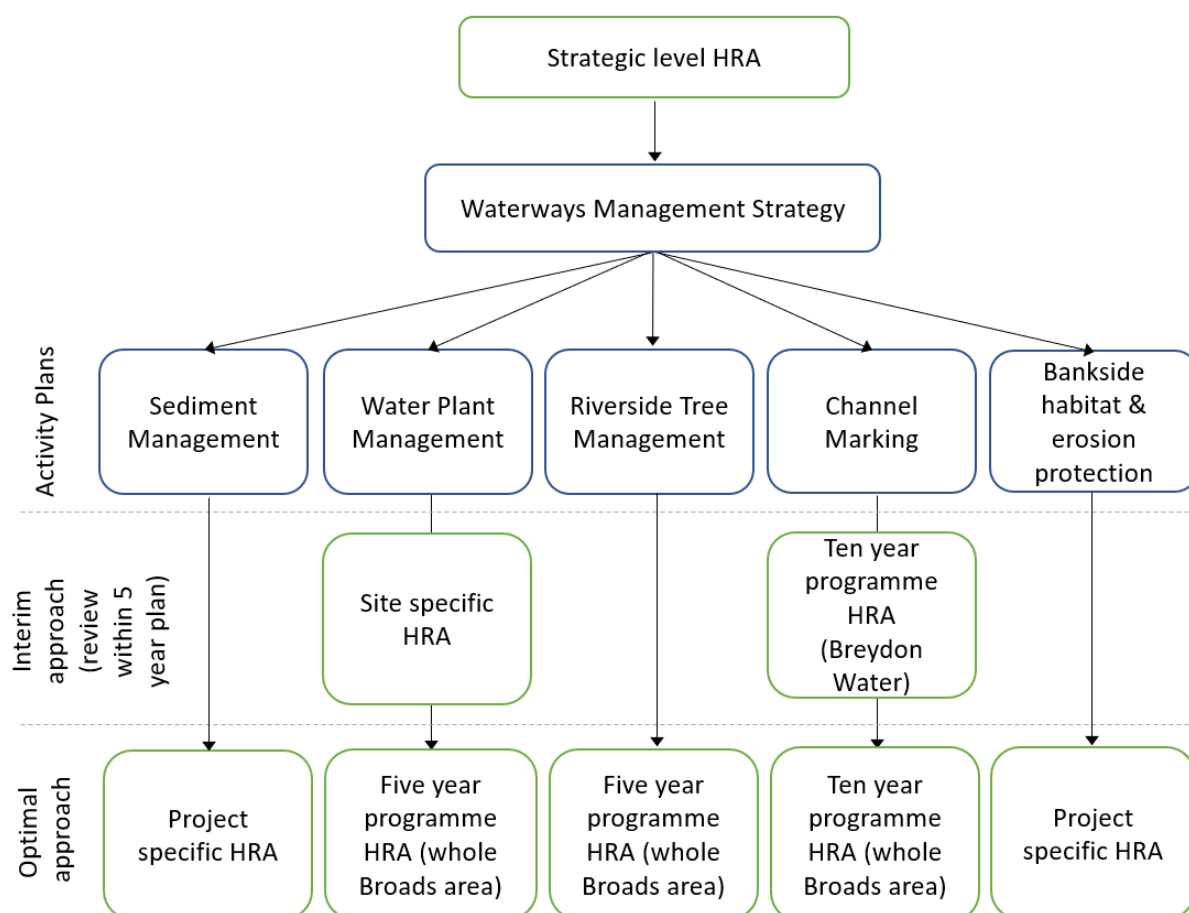 Strategic level HRA
Waterways Management Strategy
Activity Plans
Sediment
Management
Water Plant
Management
Riverside Tree
Management
Channel
Marking
Bankside
habitat &
erosion
protection
Interim
approach
(review
within 5
year plan)
Site specific
HRA
Ten year
programme
HRA
(Breydon
Water)
Optimal
approach
Project
specific HRA
Five year
programme
HRA (whole
Broads area)
Five year
programme
HRA (whole
Broads area)
Ten year
programme
HRA (whole
Broads area)
Project
specific HRA